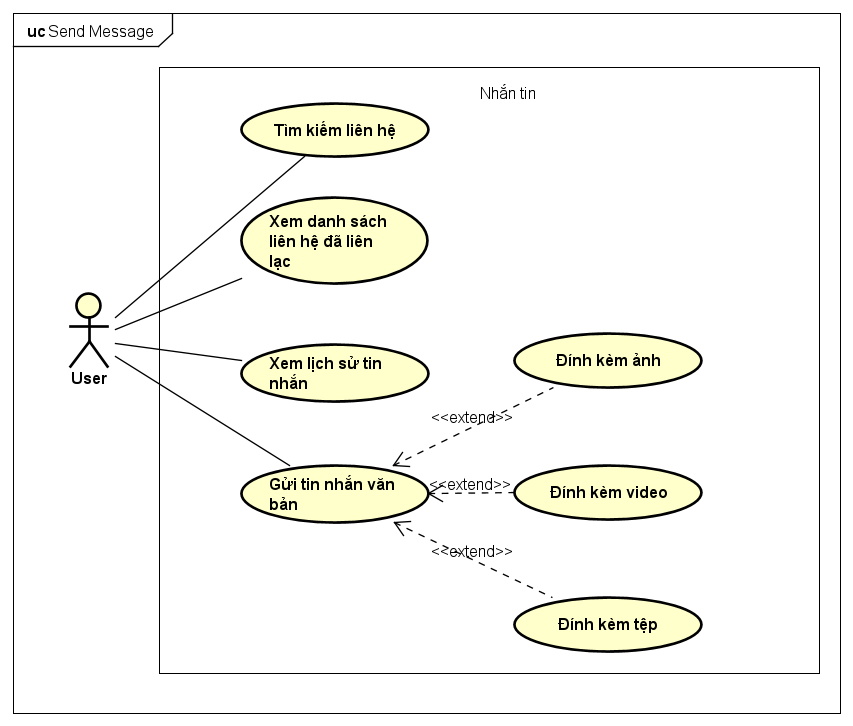 uc Send Message
Nhắn tin
Tìm kiếm liên hệ
Xem danh sách
liên hệ đã liên
lạc
User
Xem lịch sử tin
nhắn
Đính kèm ảnh
<<extend>>
Gửi tin nhắn văn
bản
<<extend>>
Đính kèm video
<<extend>>
Đính kèm tệp